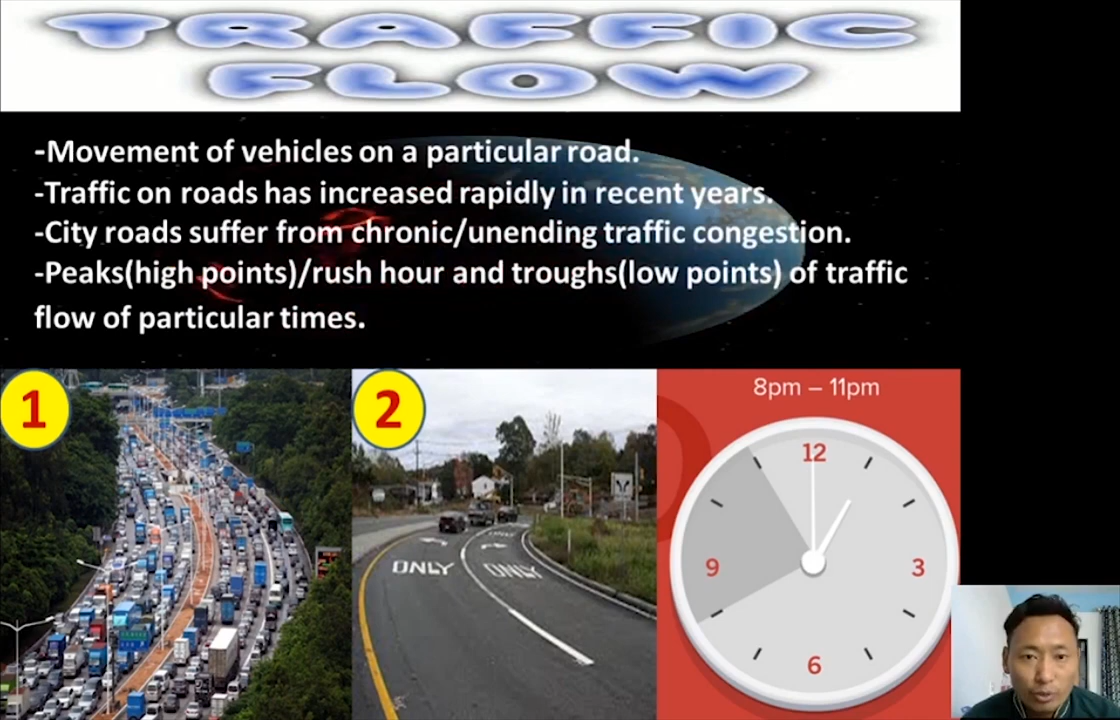 TRAFFIC
FLOW
-Movement of vehicles on a particular road.
-Traffic on roads has increased rapidly in recent years.
-City roads suffer from chronic/unending traffic congestion.
-Peaks(high points)/rush hour and troughs(low points) of traffic
flow of particular times.
1
2
ONLY
ONLY
8pm – 11pm
12
9
3
6